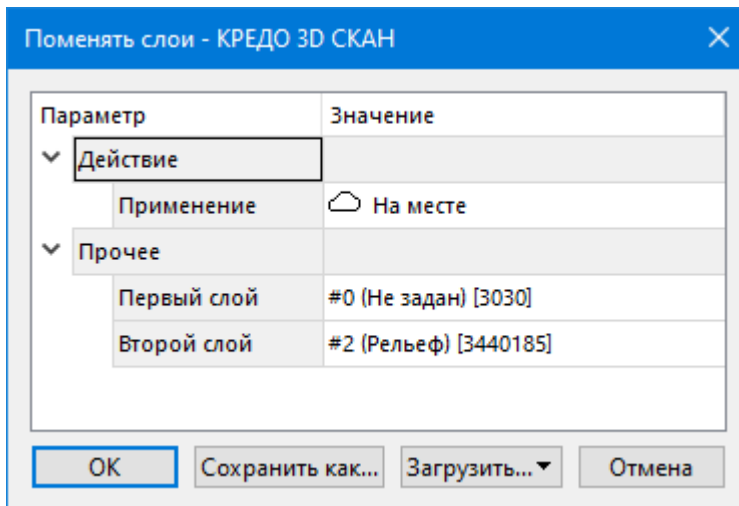 Поменять слои - КРЕДО 3D СКАН
Параметр Значение
Действие
Применение На месте
Прочее
Первый слой #0 (Не задан) [3030]
Второй слой #2 (Рельеф) [3440185]
ОК Сохранить как... Загрузить... Отмена